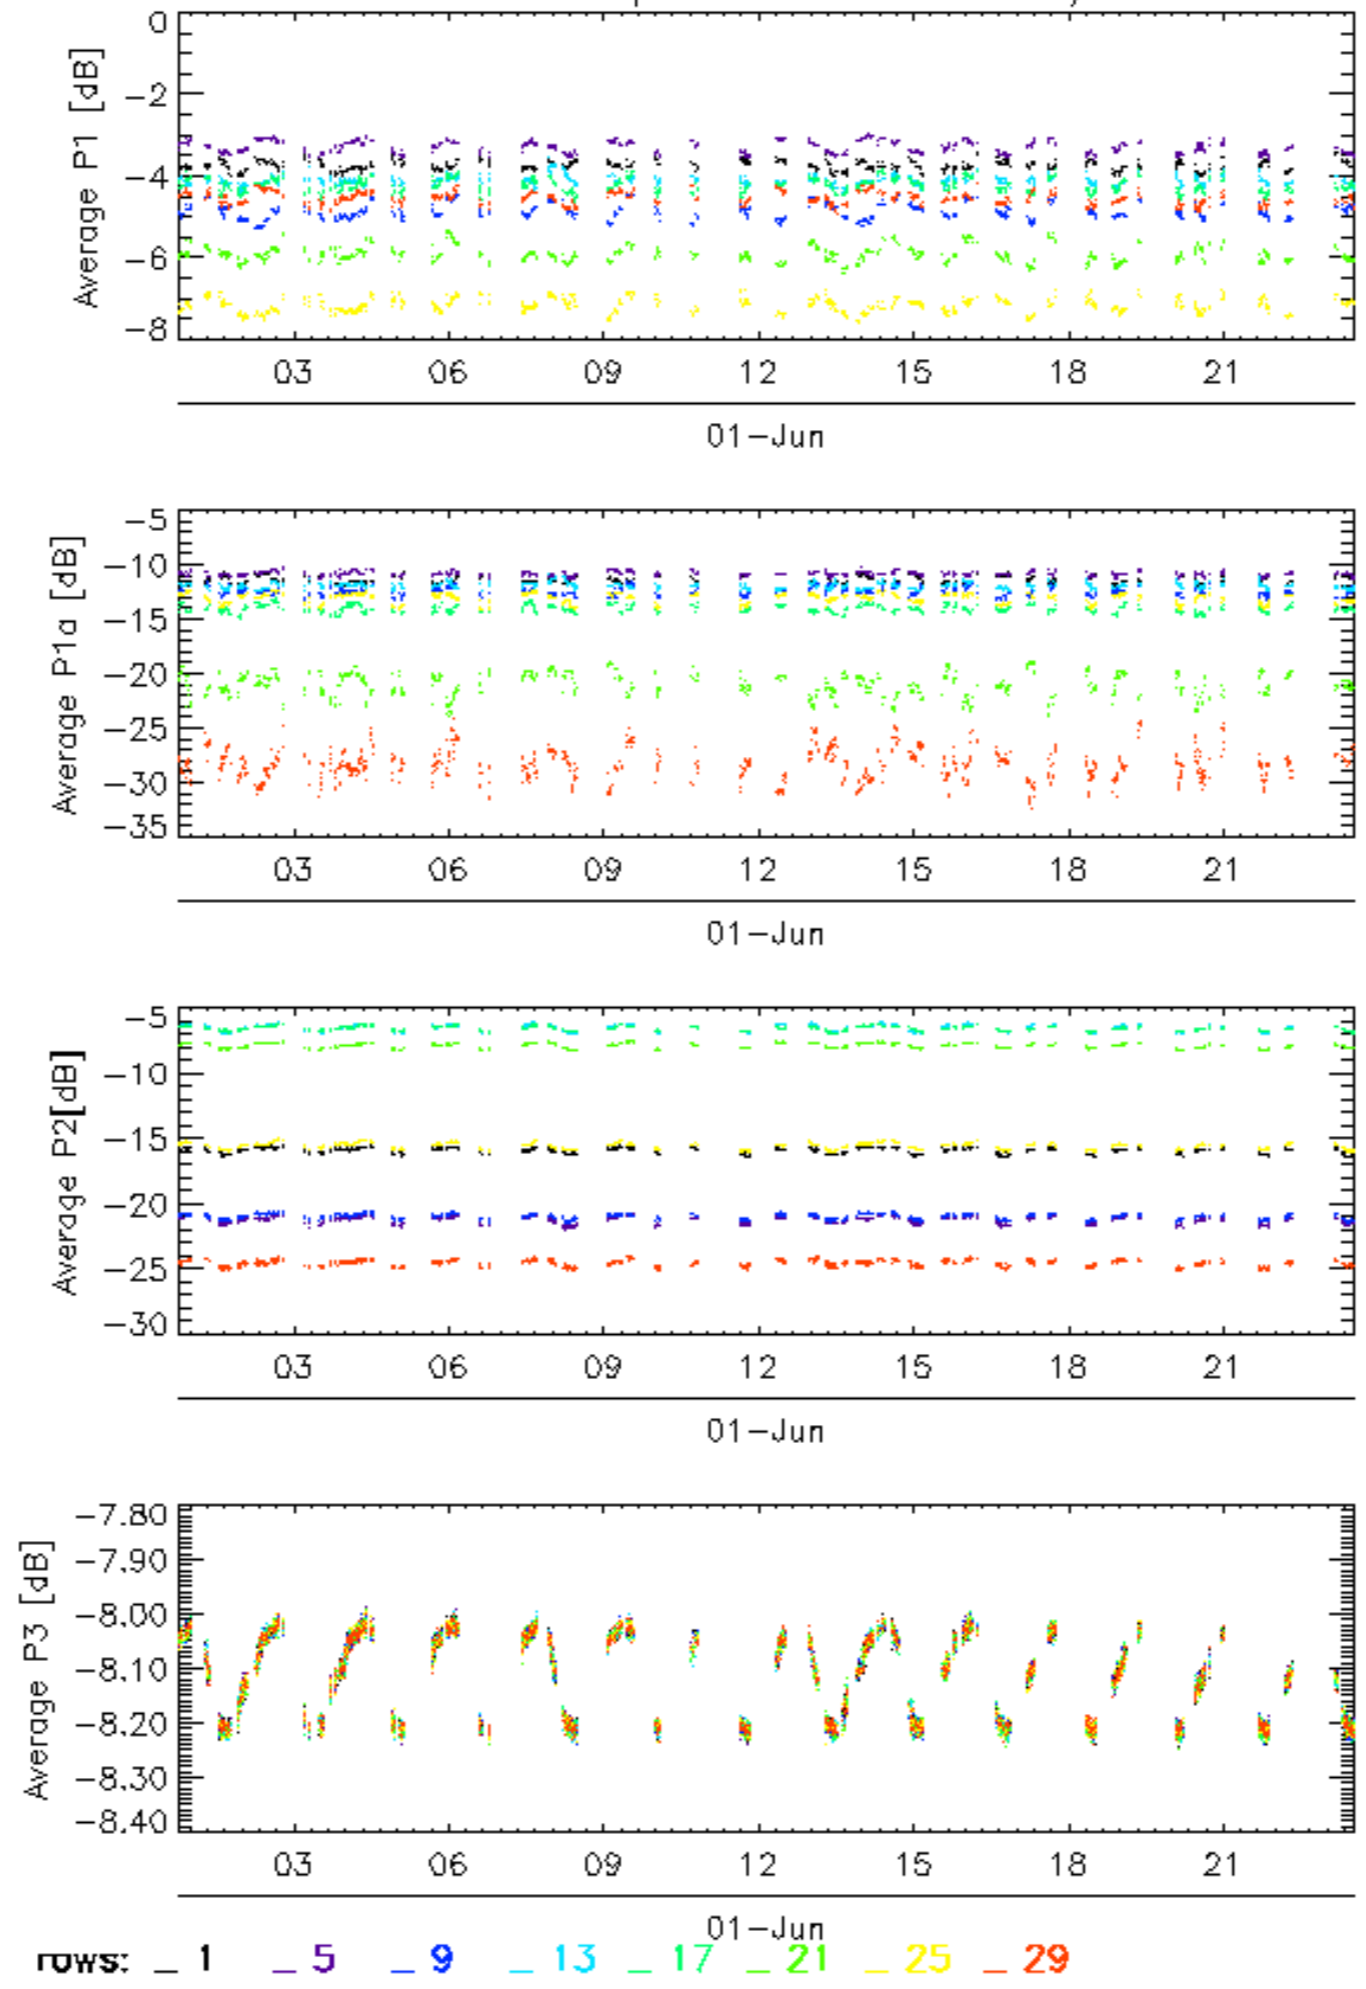 0
-2
-4
-6
-8
Average P1 [dB]
03 06 09 12 15 18 21
01-Jun
-5
-10
-15
-20
-25
-30
-35
Average P1a [dB]
03 06 09 12 15 18 21
01-Jun
-5
-10
-15
-20
-25
-30
Average P2[dB]
03 06 09 12 15 18 21
01-Jun
-7.80
-7.90
-8.00
-8.10
-8.20
-8.30
-8.40
Average P3 [dB]
03 06 09 12 15 18 21
01-Jun
rows: _ 1 _ 5 _ 9 _ 13 _ 17 _ 21 _ 25 _ 29